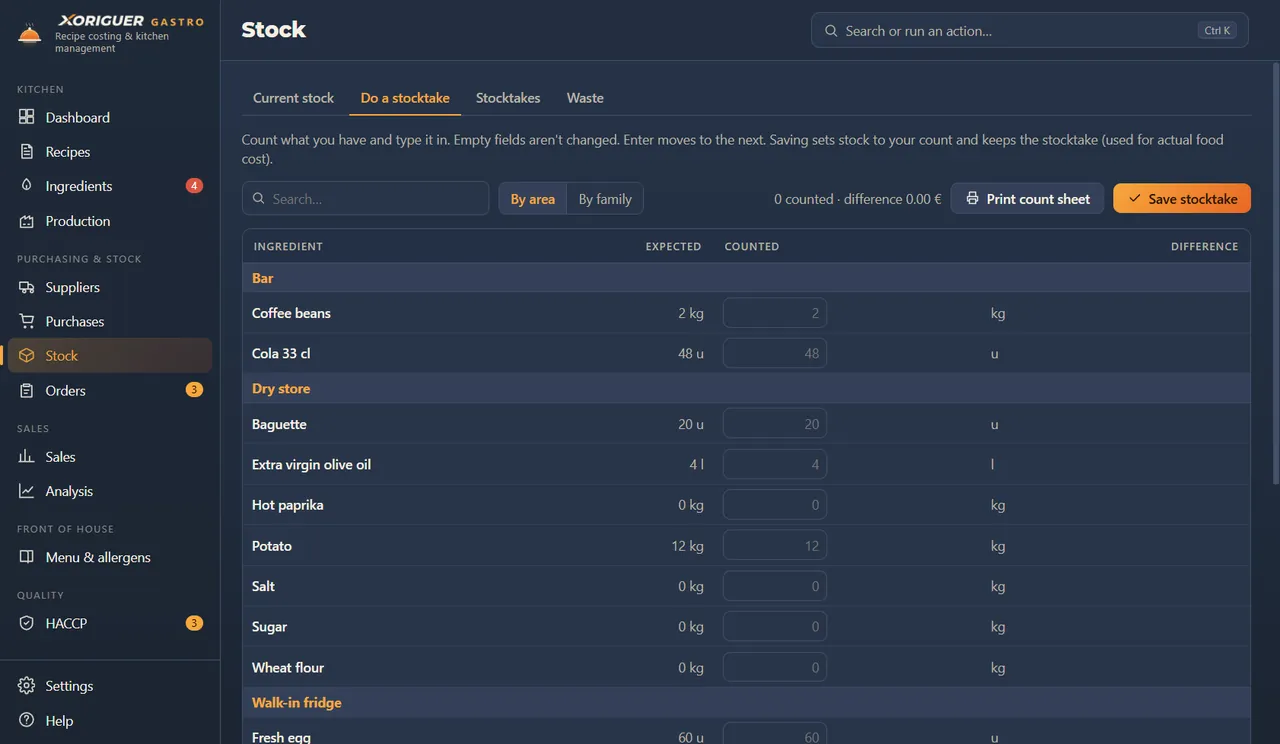 XORIGUER GASTRO
Recipe costing & kitchen
management
KITCHEN
Dashboard
Recipes
Ingredients 4
Production
PURCHASING & STOCK
Suppliers
Purchases
Stock
Orders 3
SALES
Sales
Analysis
FRONT OF HOUSE
Menu & allergens
QUALITY
HACCP 3
Settings
Help
Stock
Search or run an action... Ctrl K
Current stock Do a stocktake Stocktakes Waste
Count what you have and type it in. Empty fields aren't changed. Enter moves to the next. Saving sets stock to your count and keeps the stocktake (used for actual food
cost).
Search... By area By family 0 counted · difference 0.00 € Print count sheet Save stocktake
INGREDIENT EXPECTED COUNTED DIFFERENCE
Bar
Coffee beans 2 kg 2 kg
Cola 33 cl 48 u 48 u
Dry store
Baguette 20 u 20 u
Extra virgin olive oil 4 l 4 l
Hot paprika 0 kg 0 kg
Potato 12 kg 12 kg
Salt 0 kg 0 kg
Sugar 0 kg 0 kg
Wheat flour 0 kg 0 kg
Walk-in fridge
Fresh egg 60 u 60 u